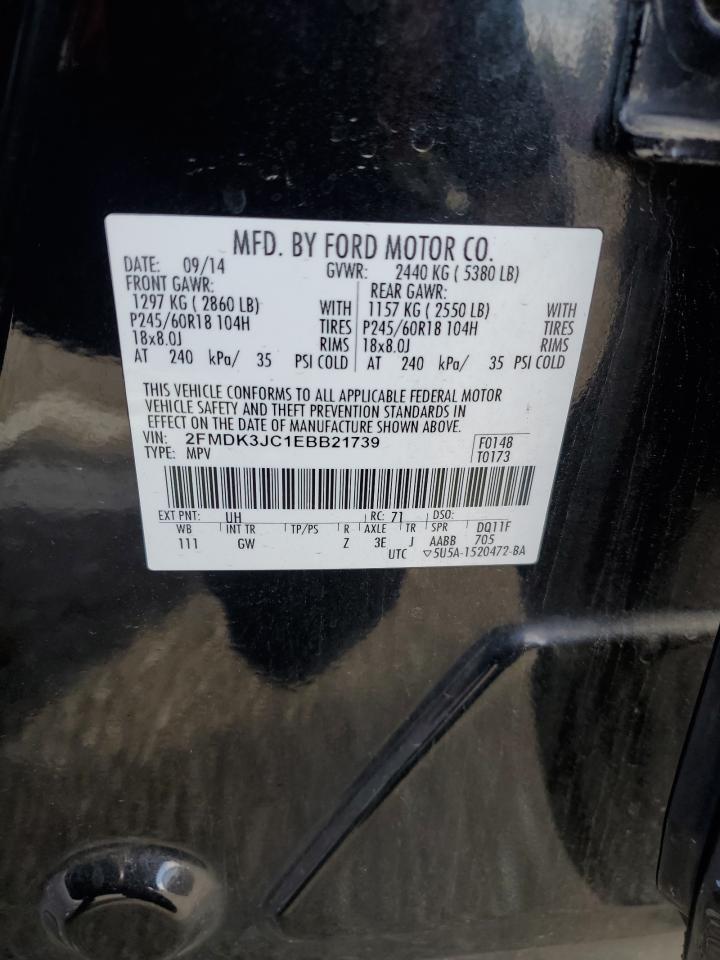 MFD. BY FORD MOTOR CO.
DATE: 09/14 GVWR: 2440 KG ( 5380 LB)
FRONT GAWR: REAR GAWR:
1297 KG ( 2860 LB) WITH 1157 KG ( 2550 LB) WITH
P245/60R18 104H TIRES P245/60R18 104H TIRES
18x8.0J RIMS 18x8.0J RIMS
AT 240 kPa/ 35 PSI COLD AT 240 kPa/ 35 PSI COLD
THIS VEHICLE CONFORMS TO ALL APPLICABLE FEDERAL MOTOR
VEHICLE SAFETY AND THEFT PREVENTION STANDARDS IN
EFFECT ON THE DATE OF MANUFACTURE SHOWN ABOVE.
VIN: 2FMDK3JC1EBB21739 F0148
TYPE: MPV T0173
EXT PNT: UH RC: 71 DSO:
WB INT TR TP/PS R AXLE TR SPR DQ11F
111 GW Z 3E J AABB 705
UTC ▽5U5A-1520472-BA